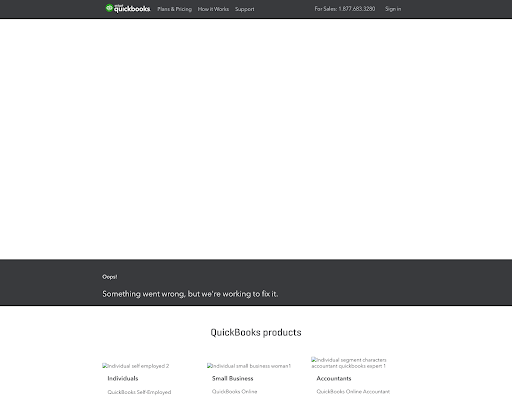 intuit quickbooks. Plans & Pricing How it Works Support For Sales: 1.877.683.3280 Sign in
Oops!
Something went wrong, but we're working to fix it.
QuickBooks products
individual self employed 2
individual small business woman1
individual segment characters
accountant quickbooks expert 1
Individuals
Small Business
Accountants
QuickBooks Self-Employed
QuickBooks Online
QuickBooks Online Accountant